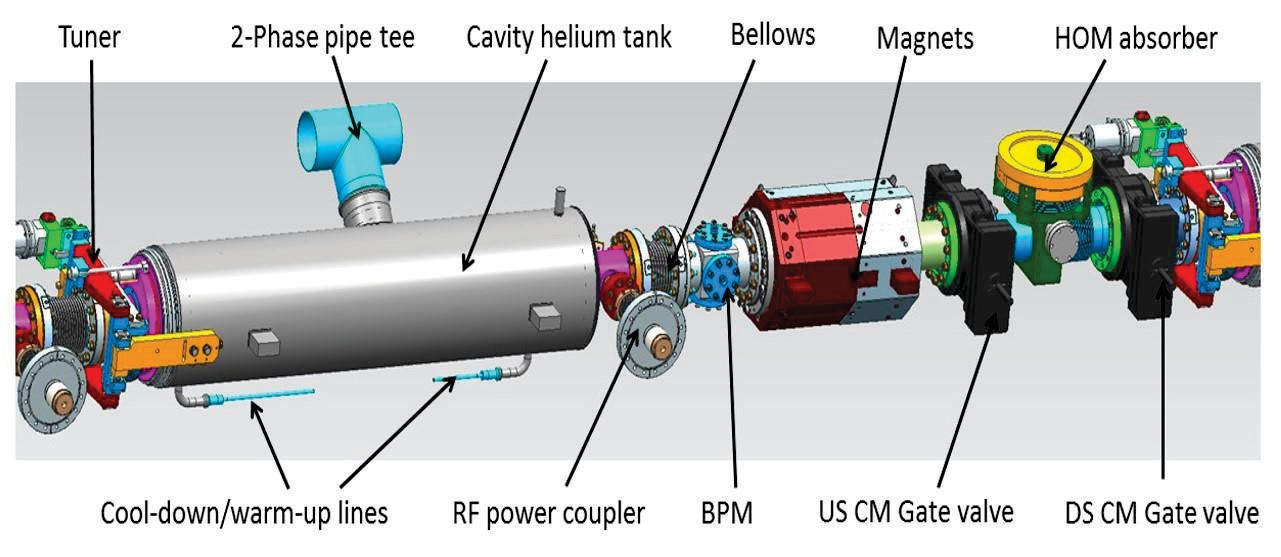 Tuner
2-Phase pipe tee
Cavity helium tank
Bellows
Magnets
HOM absorber
Cool-down/warm-up lines
RF power coupler
BPM
US CM Gate valve
DS CM Gate valve